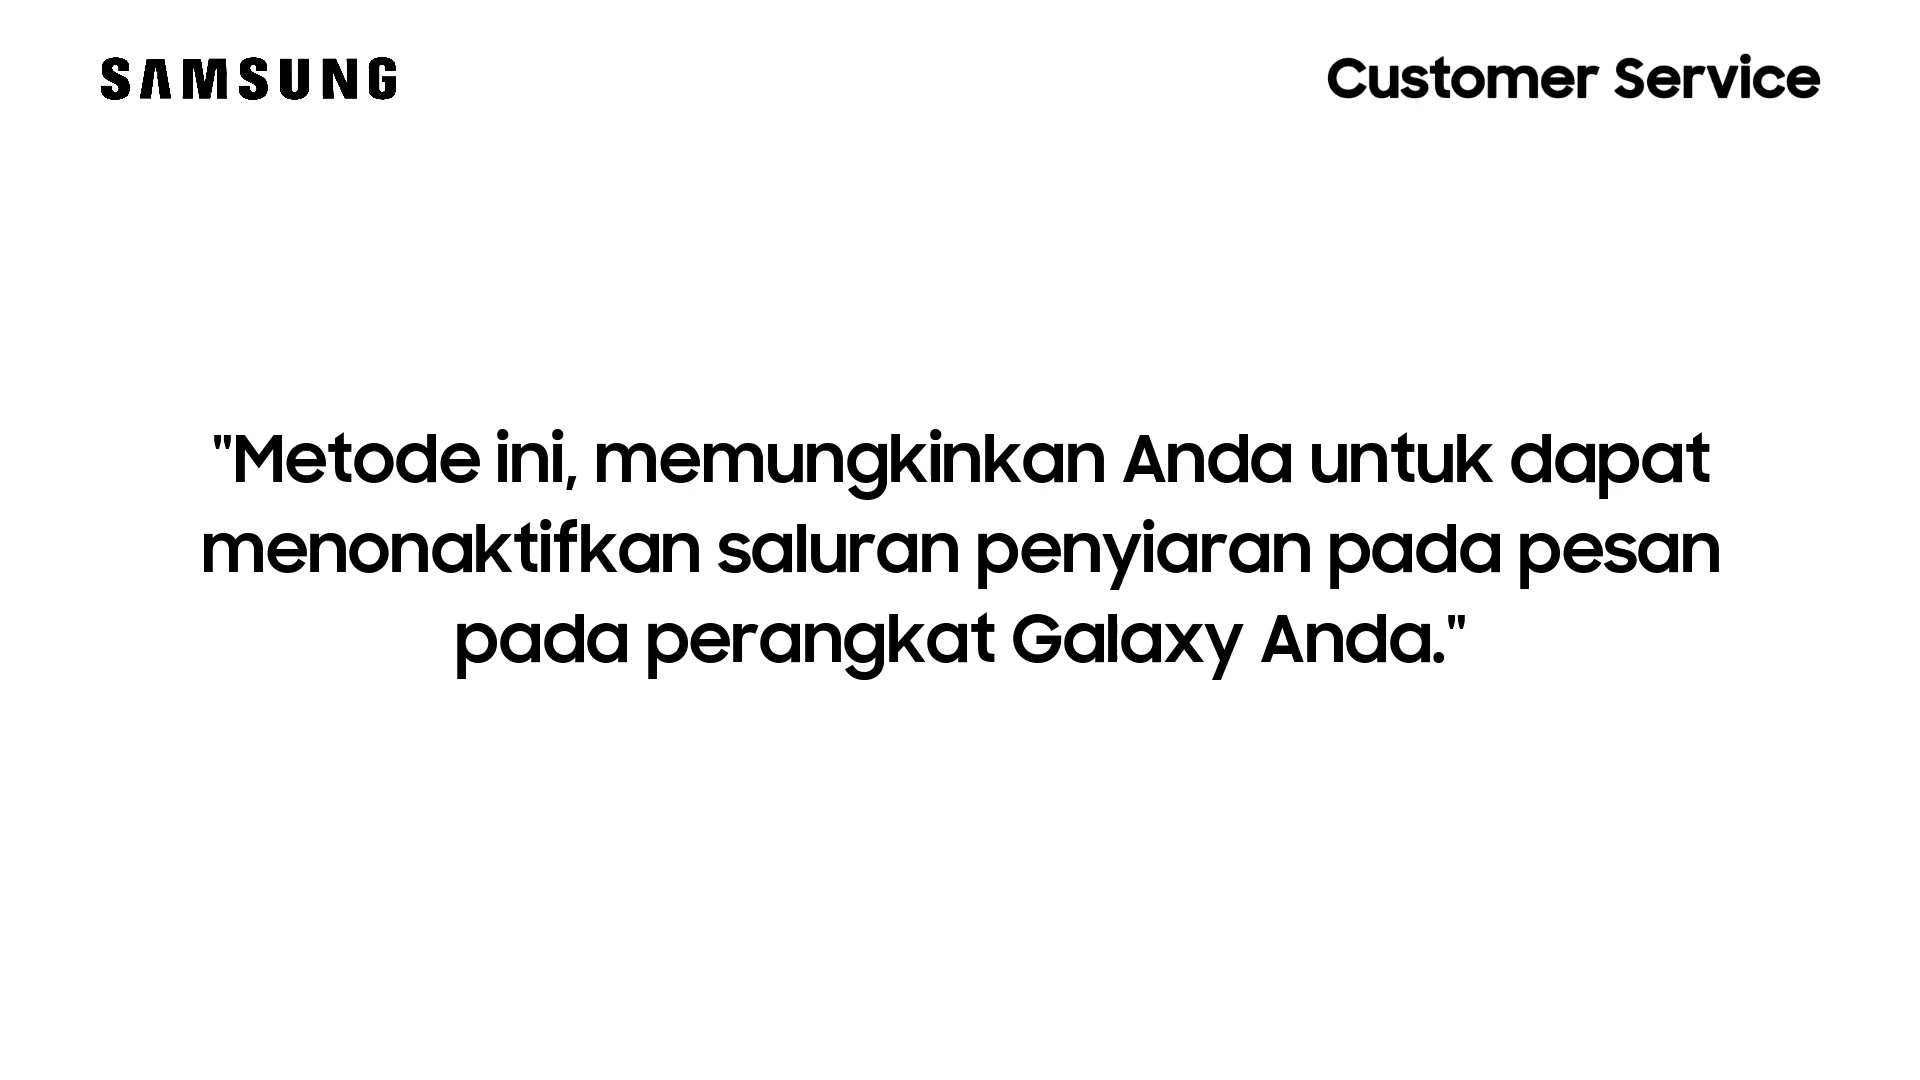 SAMSUNG
Customer Service
"Metode ini, memungkinkan Anda untuk dapat
menonaktifkan saluran penyiaran pada pesan
pada perangkat Galaxy Anda."